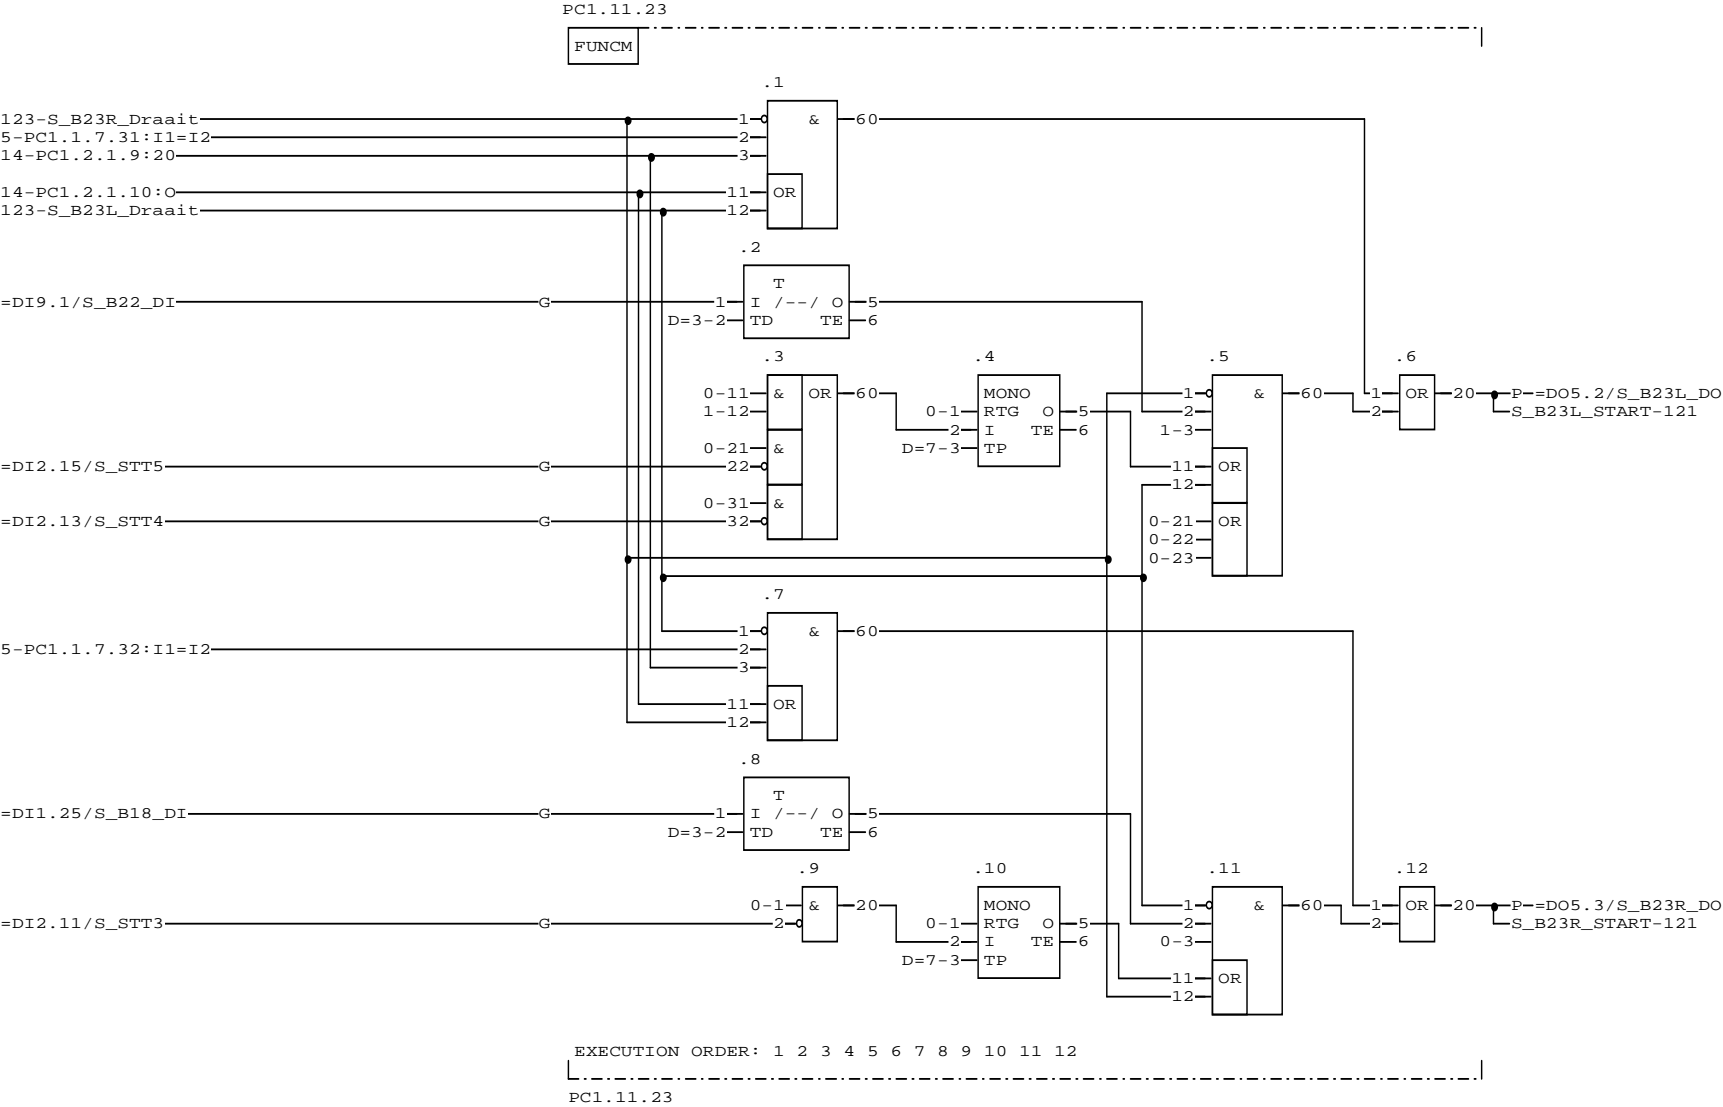 PC1.11.23
FUNCM
.1
123-S_B23R_Draait 1 & 60
5-PC1.1.7.31:I1=I2 2
14-PC1.2.1.9:20 3
14-PC1.2.1.10:O 11 OR
123-S_B23L_Draait 12
.2
T
=DI9.1/S_B22_DI G 1 I /--/ O 5
D=3-2 TD TE 6
.3 .4 .5 .6
0-11 & OR 60 MONO 1 & 60 1 OR 20 P =DO5.2/S_B23L_DO
1-12 0-1 RTG O 5 2 2 S_B23L_START-121
2 I TE 6 1-3
0-21 & D=7-3 TP
=DI2.15/S_STT5 G 22 11 OR
12
0-31 &
=DI2.13/S_STT4 G 32 0-21 OR
0-22
0-23
.7
1 & 60
5-PC1.1.7.32:I1=I2 2
3
11 OR
12
.8
T
=DI1.25/S_B18_DI G 1 I /--/ O 5
D=3-2 TD TE 6
.9 .10 .11 .12
0-1 & 20 MONO 1 & 60 1 OR 20 P =DO5.3/S_B23R_DO
=DI2.11/S_STT3 G 2 0-1 RTG O 5 2 2 S_B23R_START-121
2 I TE 6 0-3
D=7-3 TP
11 OR
12
EXECUTION ORDER: 1 2 3 4 5 6 7 8 9 10 11 12
PC1.11.23